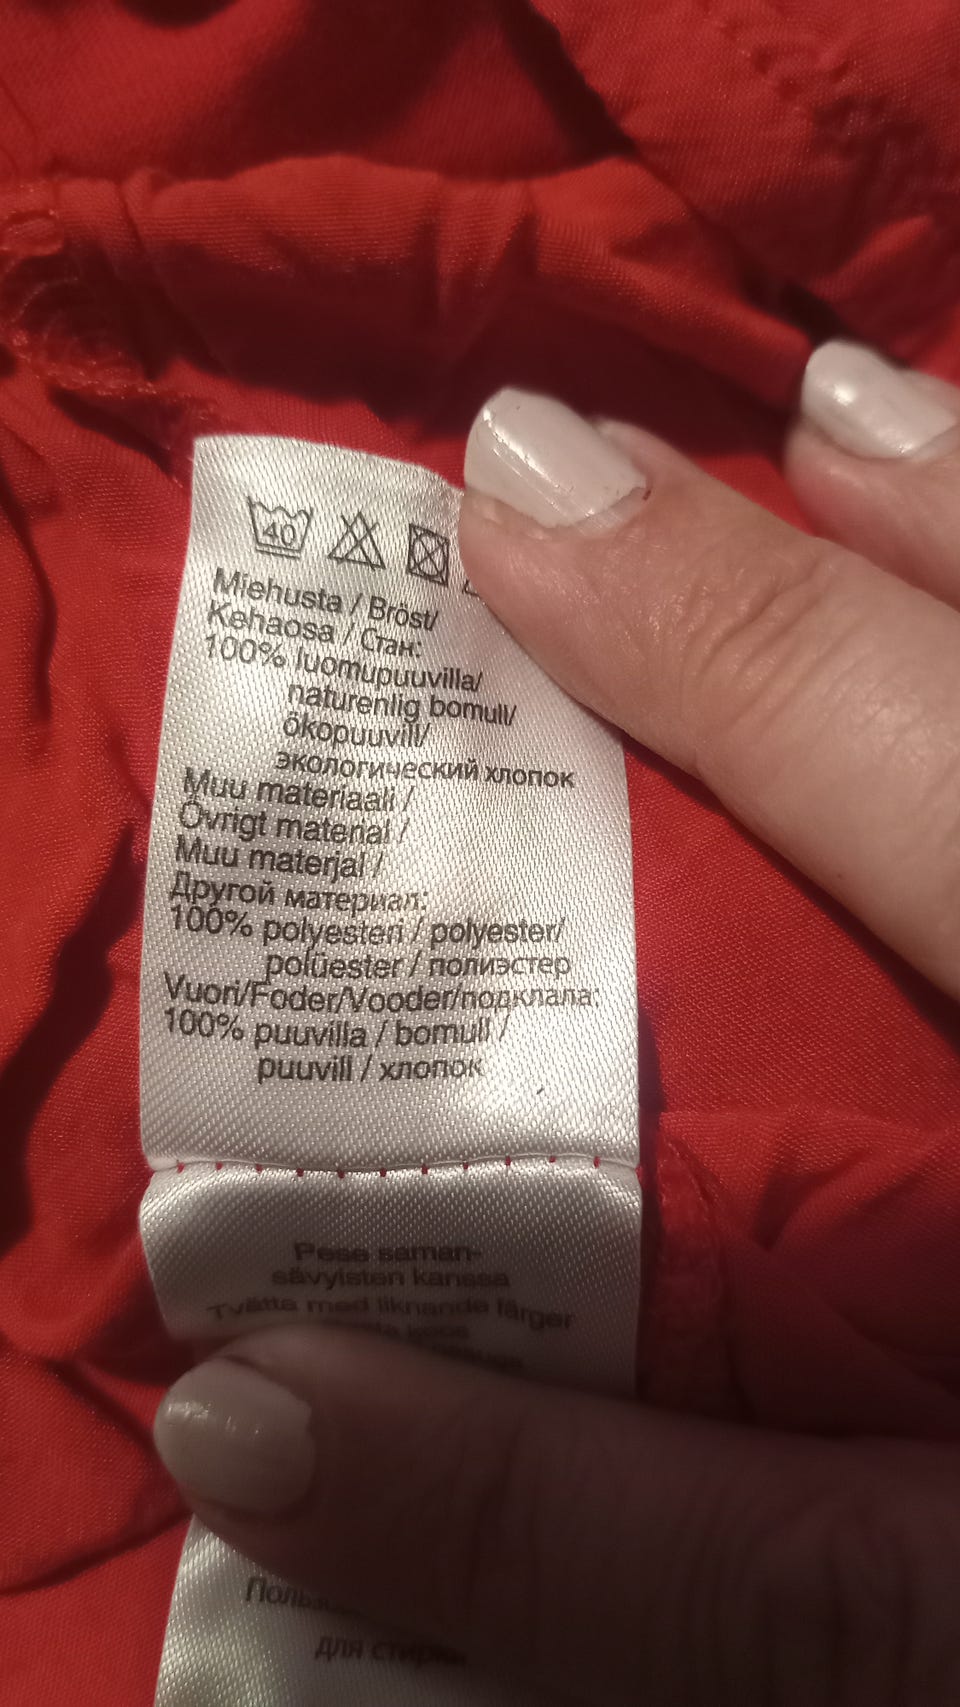 40
Miehusta / Bröst/
Kehaosa / Стан:
100% luomupuuvilla/
naturenlig bomull/
ökopuuvill/
экологический хлопок
Muu materiaali /
Övrigt material /
Muu materjal /
Другой материал:
100% polyesteri / polyester/
polüester / полиэстер
Vuori/Foder/Vooder/подклапа:
100% puuvilla / bomull /
puuvill / хлопок
Pese saman-
sävyisten kanssa
Tvätta med liknande färger
koos
для стирки